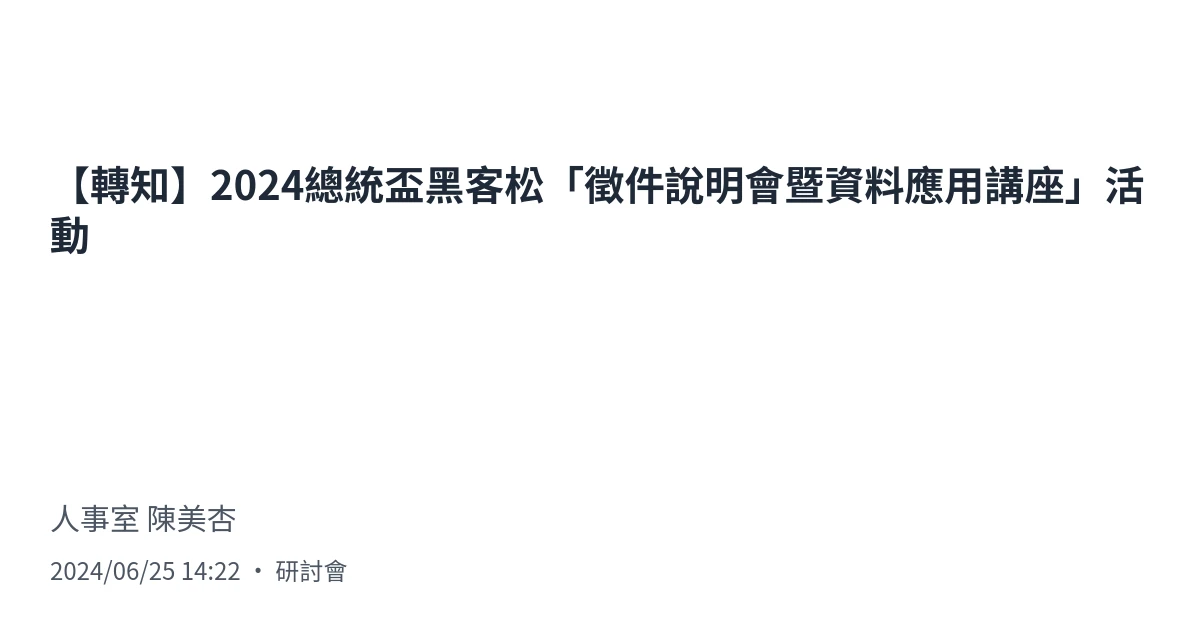 【轉知】2024總統盃黑客松「徵件說明會暨資料應用講座」活
動
人事室 陳美杏
2024/06/25 14:22 ・ 研討會